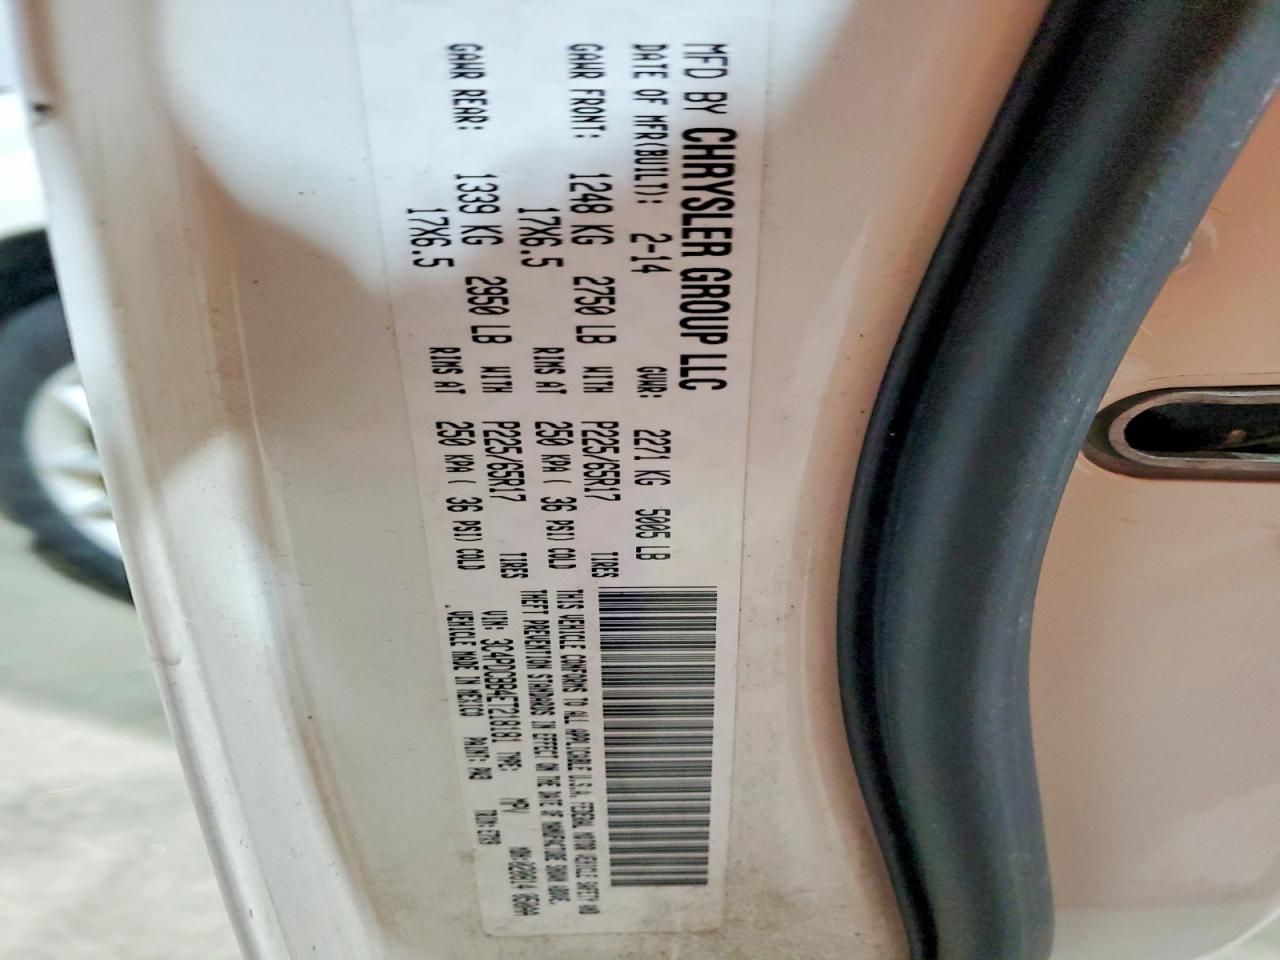 MFD BY CHRYSLER GROUP LLC
DATE OF MFR(BUILT): 2-14 GVWR: 2271 KG 5005 LB
GAWR FRONT: 1248 KG 2750 LB WITH P225/65R17 TIRES
17X6.5 RIMS AT 250 KPA ( 36 PSI) COLD
GAWR REAR: 1339 KG 2950 LB WITH P225/65R17 TIRES
17X6.5 RIMS AT 250 KPA ( 36 PSI) COLD
THIS VEHICLE CONFORMS TO ALL APPLICABLE U.S.A. FEDERAL MOTOR VEHICLE SAFETY AND
THEFT PREVENTION STANDARDS IN EFFECT ON THE DATE OF MANUFACTURE SHOWN ABOVE.
VIN: 3C4PDCBB4ET218181 TYPE: MPV
VEHICLE MADE IN MEXICO PAINT: TRIM: